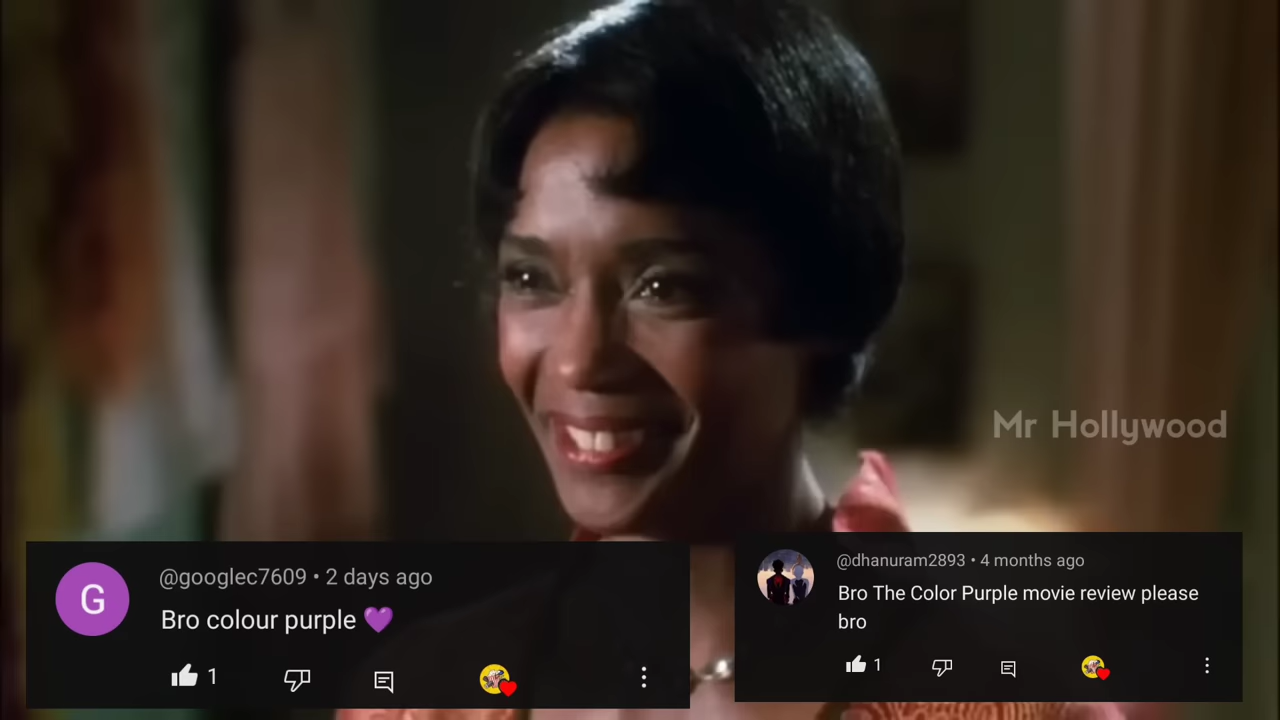 Mr Hollywood
G
@googlec7609 • 2 days ago
Bro colour purple 💜
1
@dhanuram2893 • 4 months ago
Bro The Color Purple movie review please
bro
1